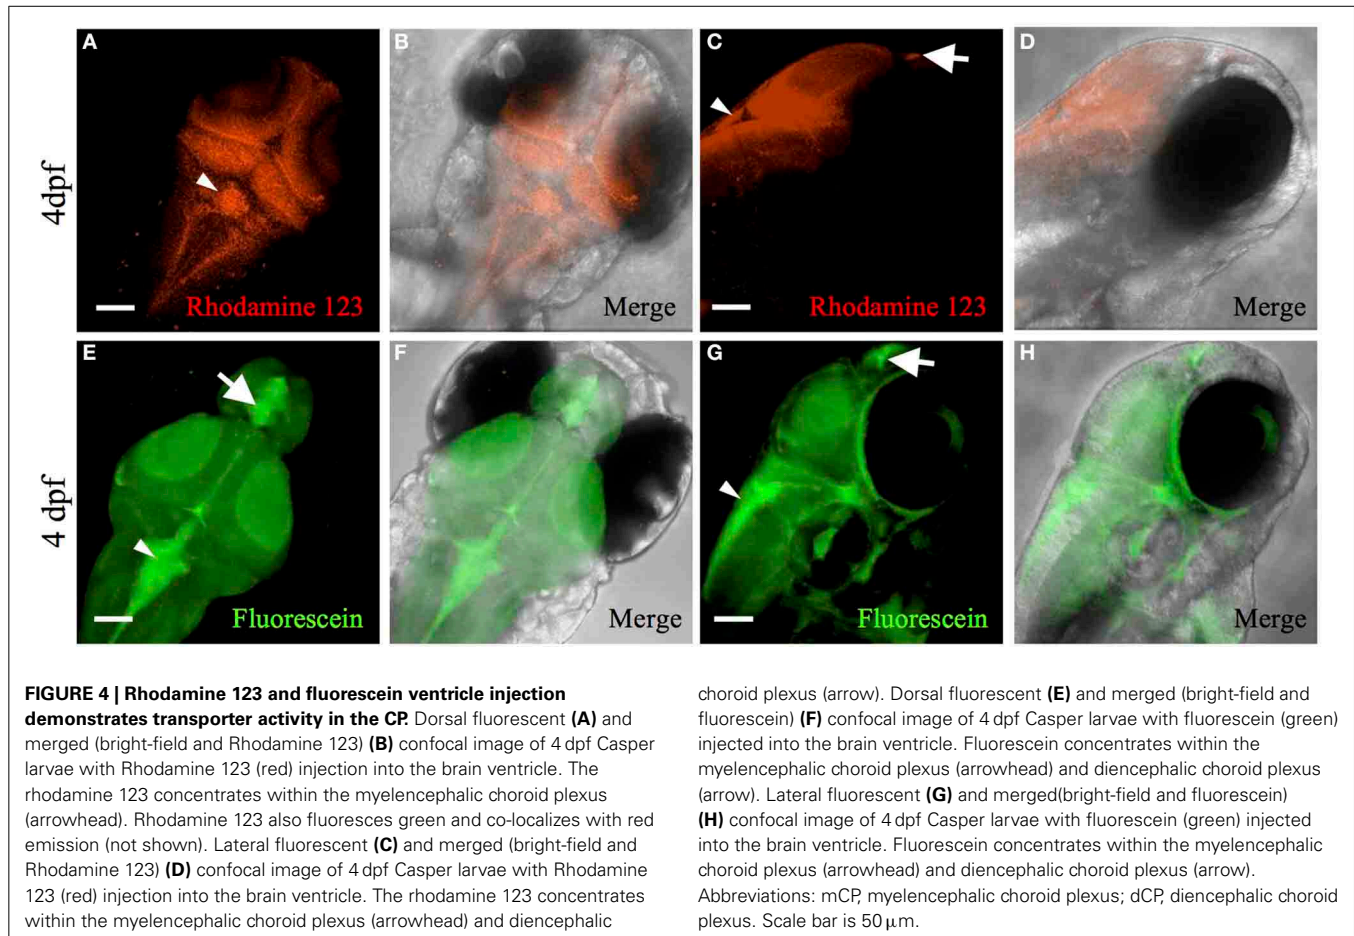 A
B
C
D
4dpf
Rhodamine 123
Merge
Rhodamine 123
Merge
E
F
G
H
4 dpf
Fluorescein
Merge
Fluorescein
Merge
FIGURE 4 | Rhodamine 123 and fluorescein ventricle injection
demonstrates transporter activity in the CP. Dorsal fluorescent (A) and
merged (bright-field and Rhodamine 123) (B) confocal image of 4 dpf Casper
larvae with Rhodamine 123 (red) injection into the brain ventricle. The
rhodamine 123 concentrates within the myelencephalic choroid plexus
(arrowhead). Rhodamine 123 also fluoresces green and co-localizes with red
emission (not shown). Lateral fluorescent (C) and merged (bright-field and
Rhodamine 123) (D) confocal image of 4 dpf Casper larvae with Rhodamine
123 (red) injection into the brain ventricle. The rhodamine 123 concentrates
within the myelencephalic choroid plexus (arrowhead) and diencephalic
choroid plexus (arrow). Dorsal fluorescent (E) and merged (bright-field and
fluorescein) (F) confocal image of 4 dpf Casper larvae with fluorescein (green)
injected into the brain ventricle. Fluorescein concentrates within the
myelencephalic choroid plexus (arrowhead) and diencephalic choroid plexus
(arrow). Lateral fluorescent (G) and merged(bright-field and fluorescein)
(H) confocal image of 4 dpf Casper larvae with fluorescein (green) injected
into the brain ventricle. Fluorescein concentrates within the myelencephalic
choroid plexus (arrowhead) and diencephalic choroid plexus (arrow).
Abbreviations: mCP, myelencephalic choroid plexus; dCP, diencephalic choroid
plexus. Scale bar is 50 μm.